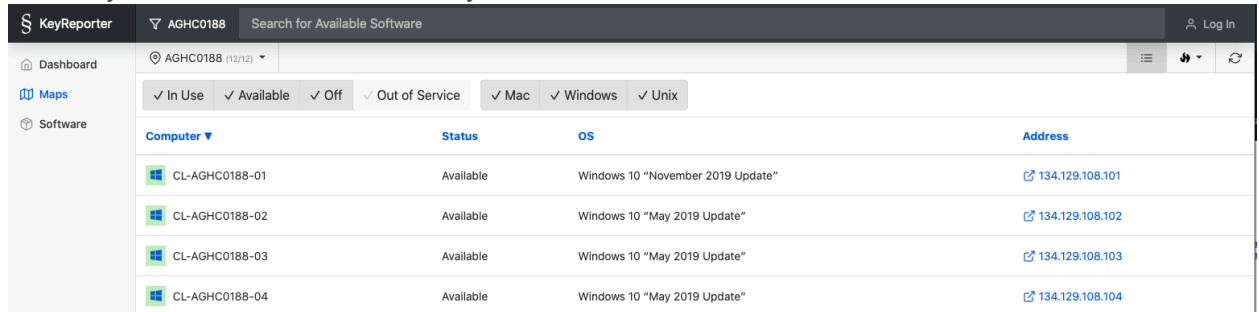 KeyReporter AGHC0188 Search for Available Software Log In
Dashboard AGHC0188 (12/12)
Maps In Use Available Off Out of Service Mac Windows Unix
Software
Computer ▼ Status OS Address
CL-AGHC0188-01 Available Windows 10 “November 2019 Update” 134.129.108.101
CL-AGHC0188-02 Available Windows 10 “May 2019 Update” 134.129.108.102
CL-AGHC0188-03 Available Windows 10 “May 2019 Update” 134.129.108.103
CL-AGHC0188-04 Available Windows 10 “May 2019 Update” 134.129.108.104